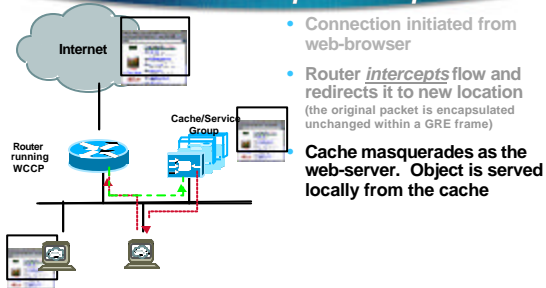 Internet
Cache/Service
Group
Router
running
WCCP
• Connection initiated from
web-browser
• Router intercepts flow and
redirects it to new location
(the original packet is encapsulated
unchanged within a GRE frame)
• Cache masquerades as the
web-server. Object is served
locally from the cache